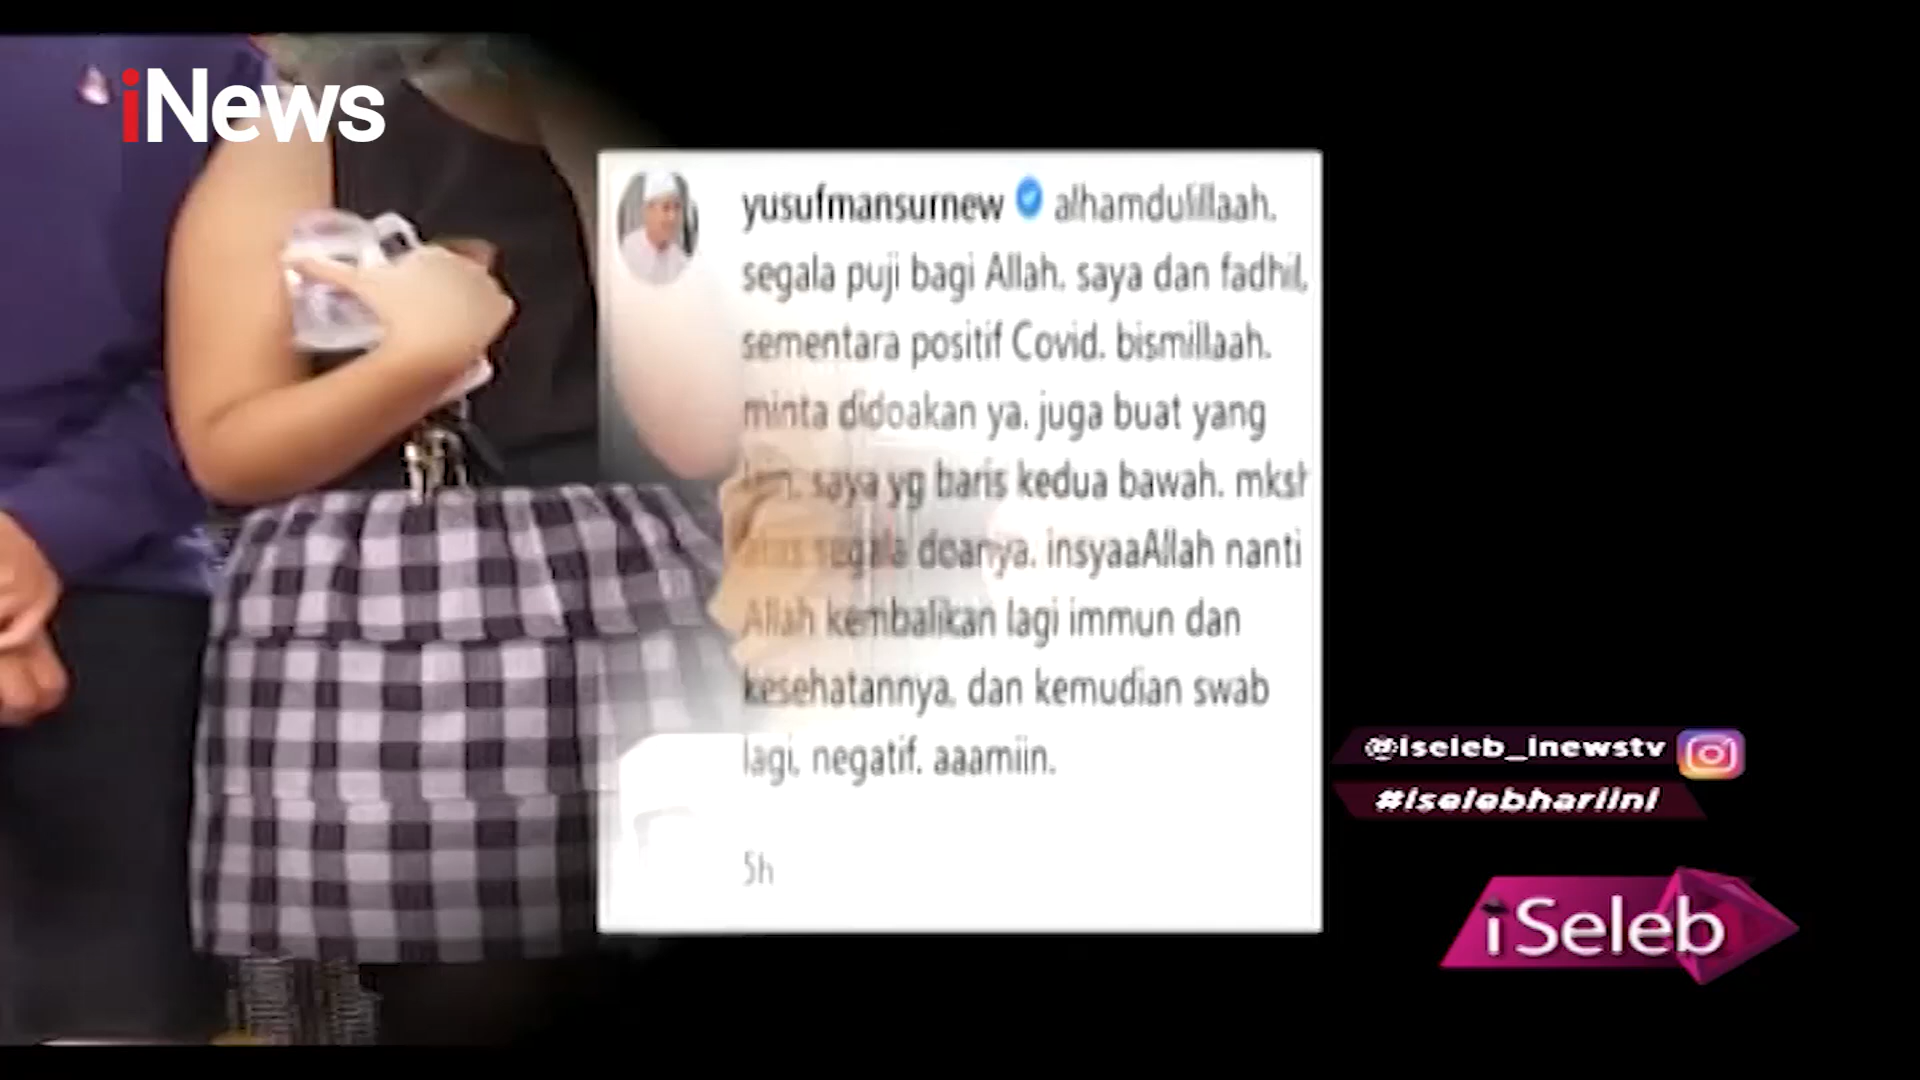 iNews
yusufmansurnew alhamdulillaah.
segala puji bagi Allah. saya dan fadhil,
sementara positif Covid. bismillaah.
minta didoakan ya. juga buat yang
saya yg baris kedua bawah. mksh
segala doanya. insyaaAllah nanti
Allah kembalikan lagi immun dan
kesehatannya, dan kemudian swab
lagi, negatif. aaamiin.
5h
@iseleb_inewstv
#iselebhariini
iSeleb